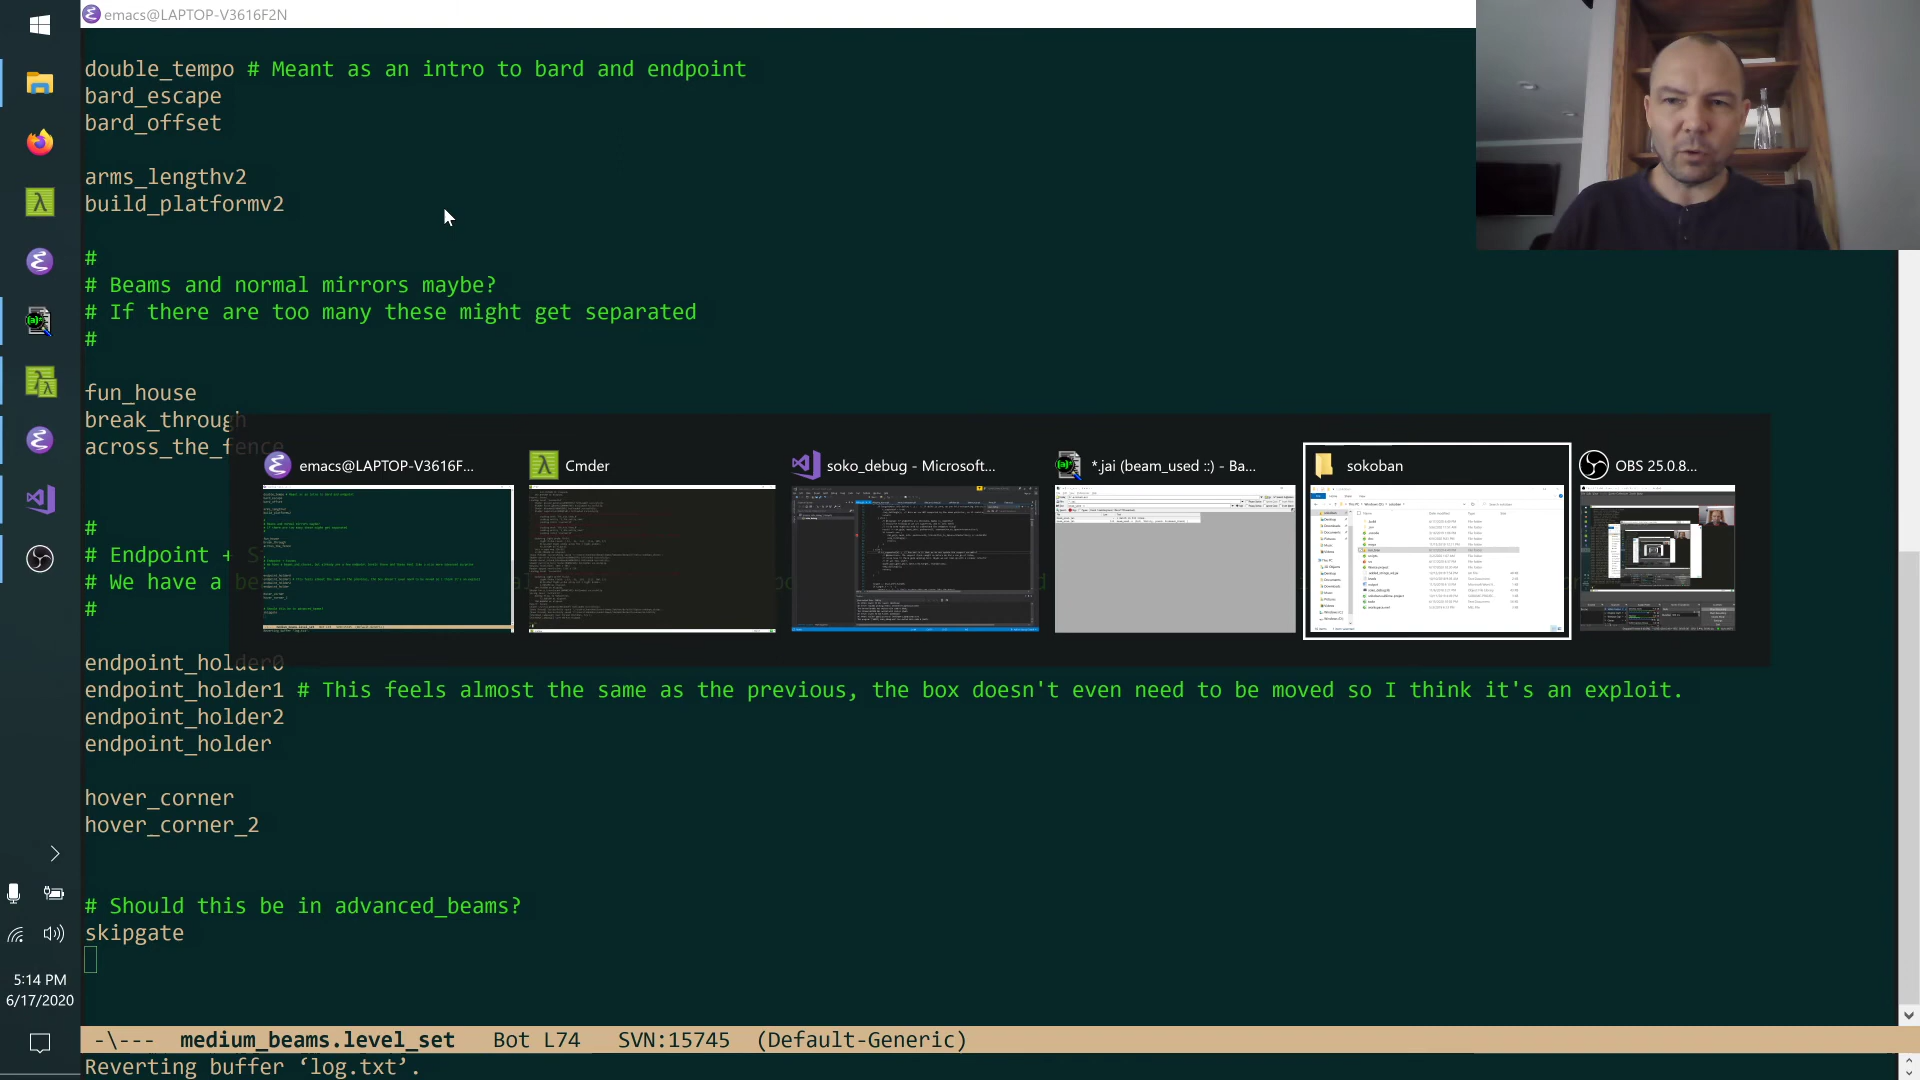 emacs@LAPTOP-V3616F2N
double_tempo # Meant as an intro to bard and endpoint
bard_escape
bard_offset
arms_lengthv2
build_platformv2
#
# Beams and normal mirrors maybe?
# If there are too many these might get separated
#
fun_house
break_through
across_the_fence
emacs@LAPTOP-V3616F...
Cmder
soko_debug - Microsoft...
*.jai (beam_used ::) - Ba...
sokoban
OBS 25.0.8...
#
# Endpoint + S
# We have a be
#
endpoint_holder0
endpoint_holder1 # This feels almost the same as the previous, the box doesn't even need to be moved so I think it's an exploit.
endpoint_holder2
endpoint_holder
hover_corner
hover_corner_2
# Should this be in advanced_beams?
skipgate
5:14 PM
6/17/2020
-\--- medium_beams.level_set Bot L74 SVN:15745 (Default-Generic)
Reverting buffer ‘log.txt’.